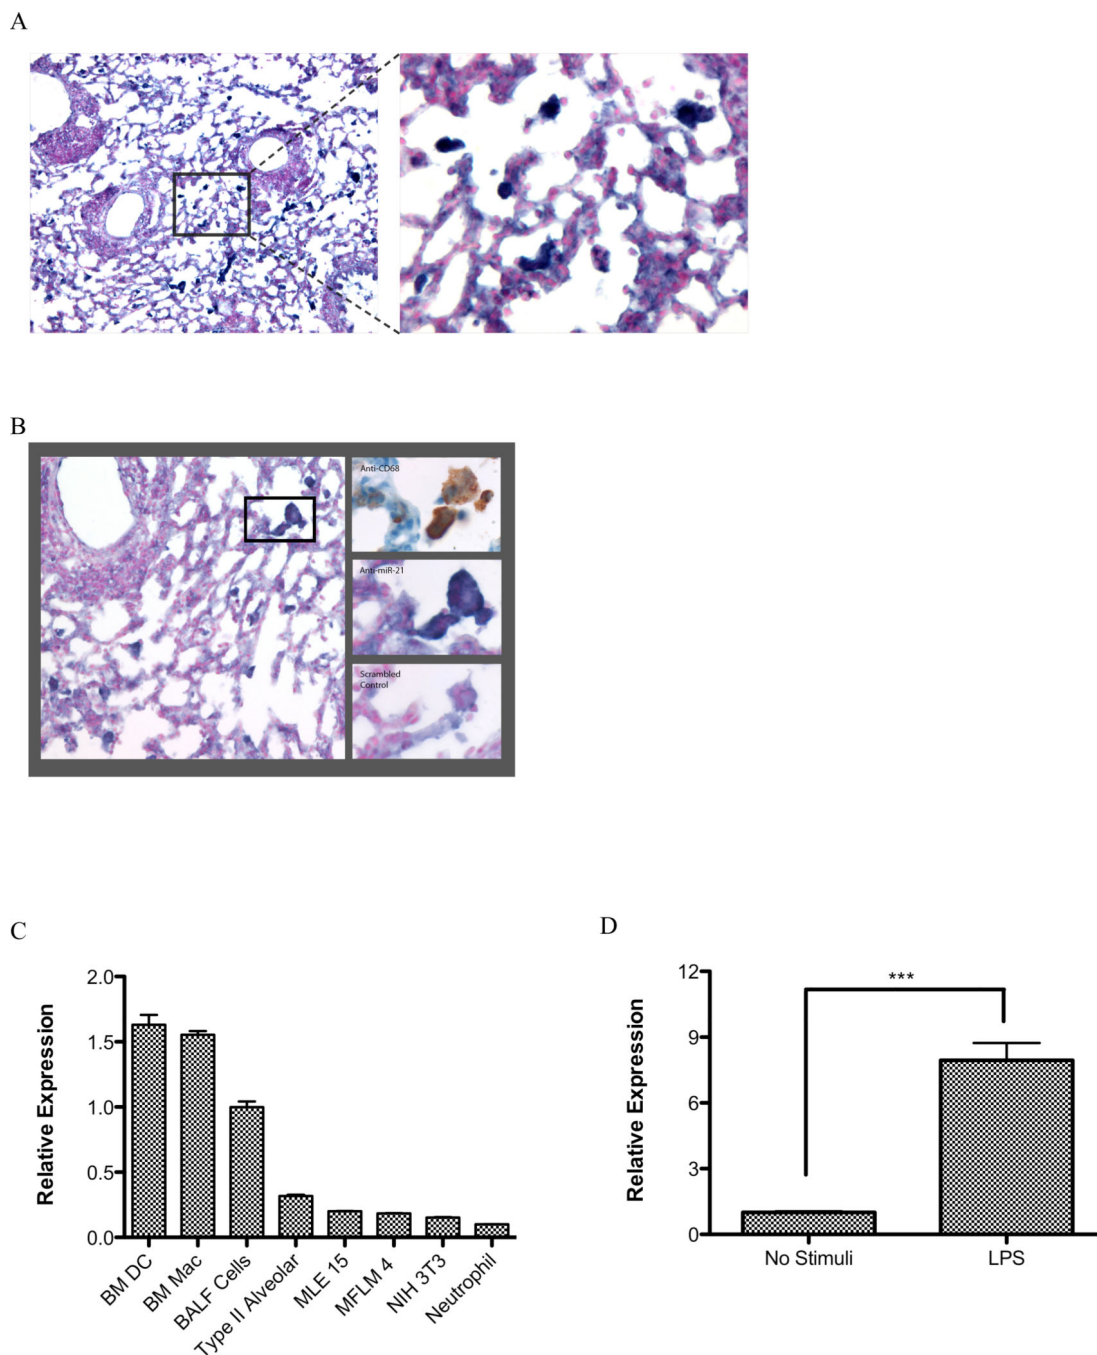 A
B
Anti-CD68
Anti-miR-21
Scrambled
Control
C
Relative Expression
2.0
1.5
1.0
0.5
0.0
BM DC
BM Mac
BALF Cells
Type II Alveolar
MLE 15
MFLM 4
NIH 3T3
Neutrophil
D
Relative Expression
12
9
6
3
0
***
No Stimuli
LPS